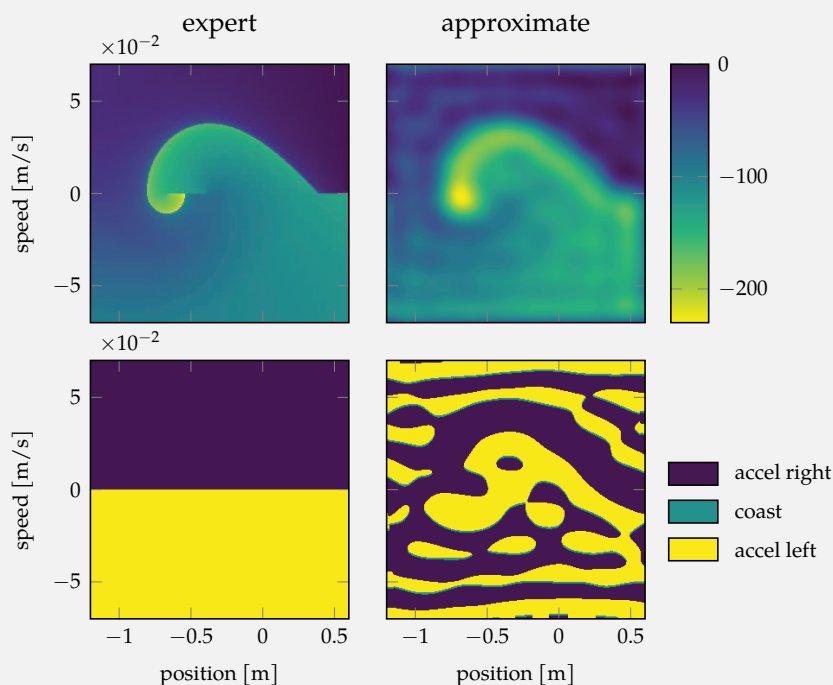 expert
approximate
×10−2
5
0
−5
speed [m/s]
0
−100
−200
×10−2
5
0
−5
speed [m/s]
−1
−0.5
0
0.5
position [m]
−1
−0.5
0
0.5
position [m]
accel right
coast
accel left